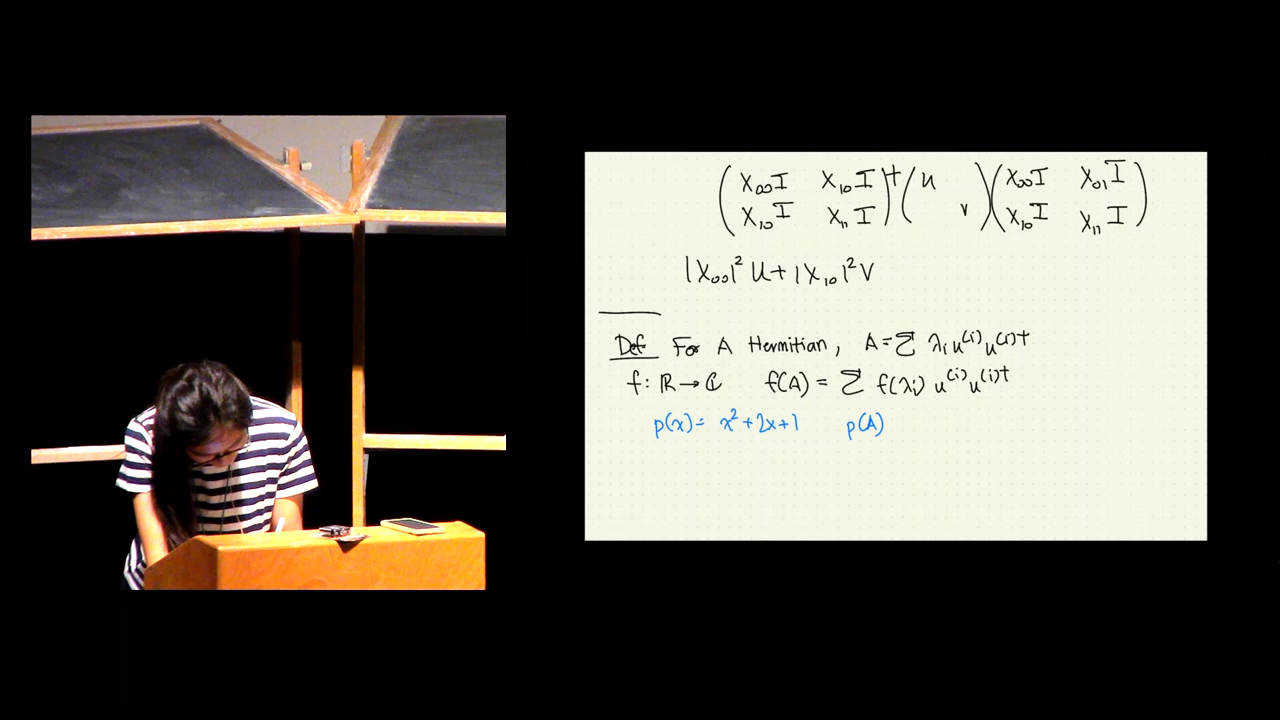 (X₀₀I X₁₀I)† (U ) (X₀₀I X₀₁I)
(X₁₀I X₁₁I) ( V) (X₁₀I X₁₁I)
|X₀₀|² U + |X₁₀|² V
Def For A Hermitian, A = Σ λᵢ u⁽ⁱ⁾ u⁽ⁱ⁾†
f: ℝ → ℂ f(A) = Σ f(λᵢ) u⁽ⁱ⁾ u⁽ⁱ⁾†
p(x) = x² + 2x + 1 p(A)